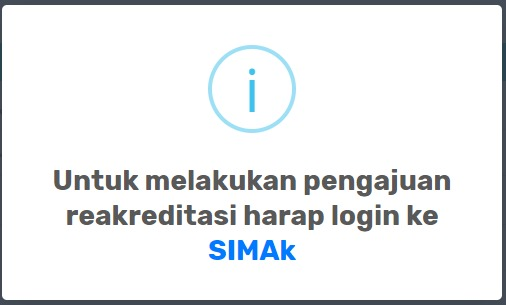 Untuk melakukan pengajuan
reakreditasi harap login ke
SIMAk